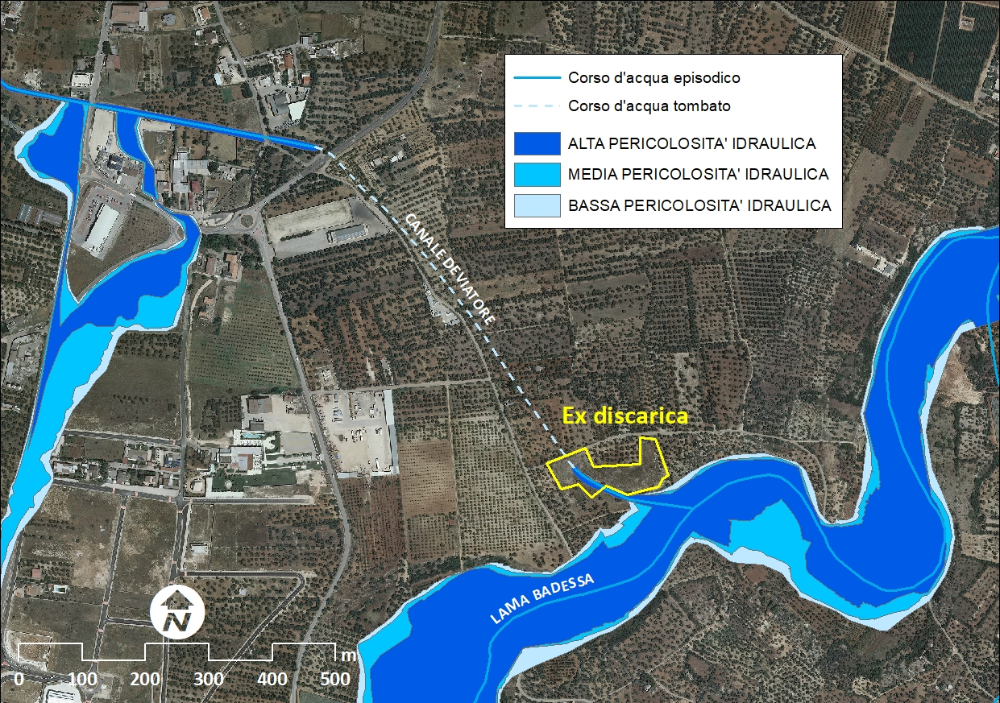 Corso d'acqua episodico
Corso d'acqua tombato
ALTA PERICOLOSITA' IDRAULICA
MEDIA PERICOLOSITA' IDRAULICA
BASSA PERICOLOSITA' IDRAULICA
CANALE DEVIATORE
Ex discarica
LAMA BADESSA
N
m
0 100 200 300 400 500